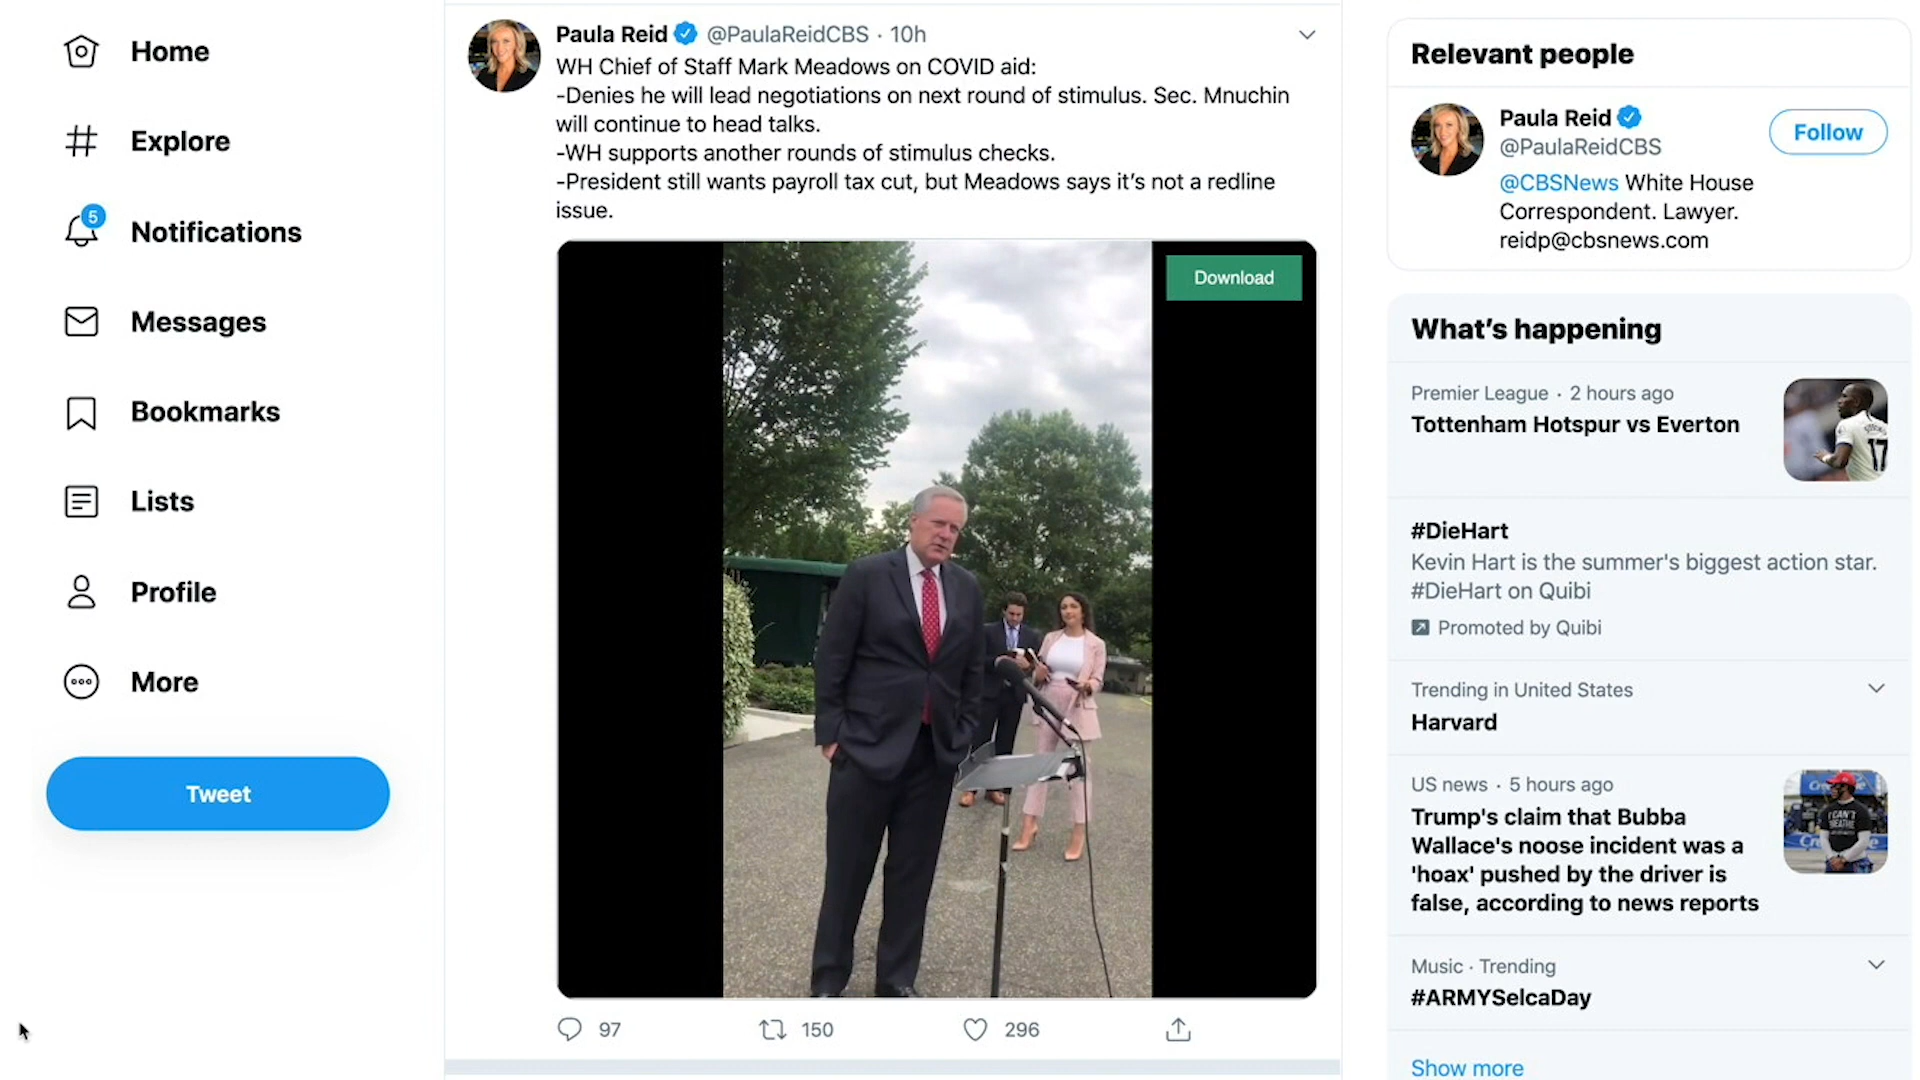 Home
Explore
5
Notifications
Messages
Bookmarks
Lists
Profile
More
Tweet
Paula Reid @PaulaReidCBS · 10h
WH Chief of Staff Mark Meadows on COVID aid:
-Denies he will lead negotiations on next round of stimulus. Sec. Mnuchin
will continue to head talks.
-WH supports another rounds of stimulus checks.
-President still wants payroll tax cut, but Meadows says it’s not a redline
issue.
Download
97
150
296
Relevant people
Paula Reid
@PaulaReidCBS
Follow
@CBSNews White House
Correspondent. Lawyer.
reidp@cbsnews.com
What’s happening
Premier League · 2 hours ago
Tottenham Hotspur vs Everton
17
#DieHart
Kevin Hart is the summer's biggest action star.
#DieHart on Quibi
Promoted by Quibi
Trending in United States
Harvard
US news · 5 hours ago
Trump's claim that Bubba
Wallace's noose incident was a
'hoax' pushed by the driver is
false, according to news reports
I CAN'T
BREATHE
Music · Trending
#ARMYSelcaDay
Show more